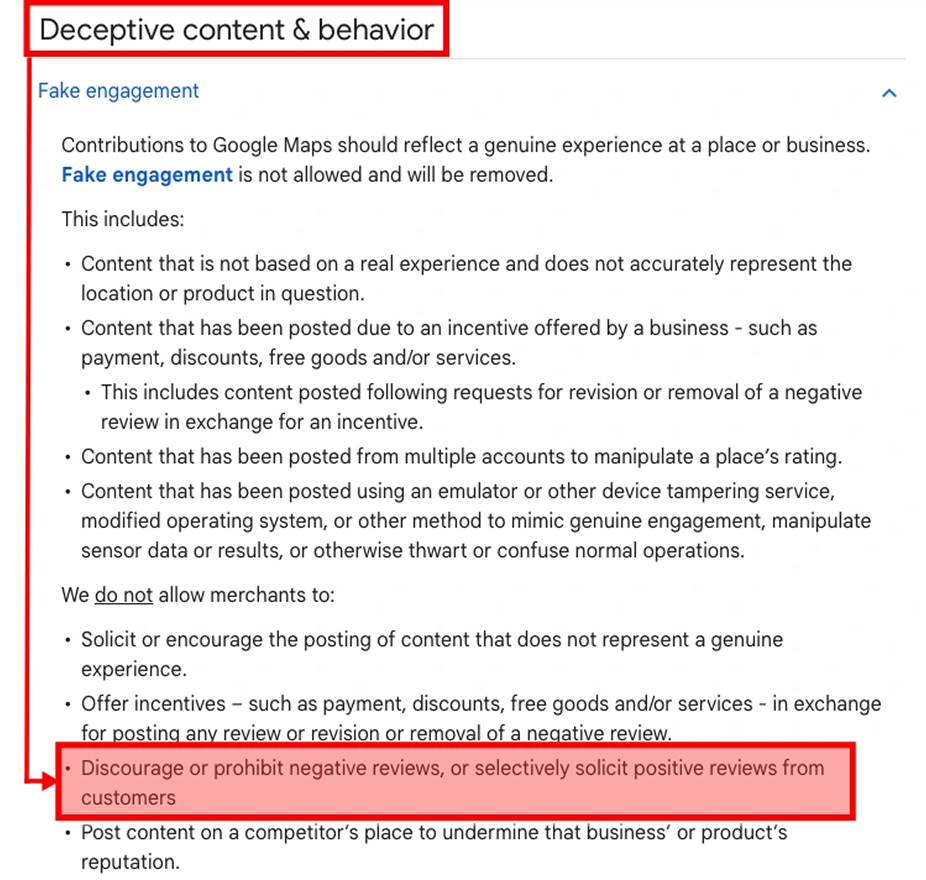 Deceptive content & behavior
Fake engagement
Contributions to Google Maps should reflect a genuine experience at a place or business.
Fake engagement is not allowed and will be removed.
This includes:
• Content that is not based on a real experience and does not accurately represent the
location or product in question.
• Content that has been posted due to an incentive offered by a business - such as
payment, discounts, free goods and/or services.
• This includes content posted following requests for revision or removal of a negative
review in exchange for an incentive.
• Content that has been posted from multiple accounts to manipulate a place’s rating.
• Content that has been posted using an emulator or other device tampering service,
modified operating system, or other method to mimic genuine engagement, manipulate
sensor data or results, or otherwise thwart or confuse normal operations.
We do not allow merchants to:
• Solicit or encourage the posting of content that does not represent a genuine
experience.
• Offer incentives – such as payment, discounts, free goods and/or services - in exchange
for posting any review or revision or removal of a negative review.
• Discourage or prohibit negative reviews, or selectively solicit positive reviews from
customers
• Post content on a competitor’s place to undermine that business’ or product’s
reputation.